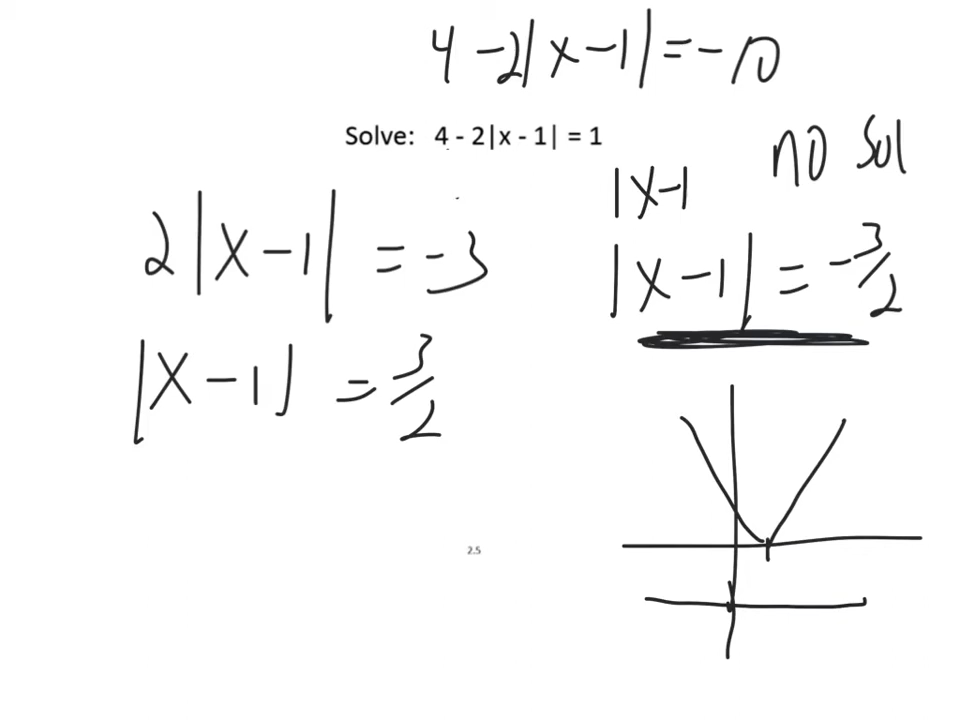 4 -2|x-1| = -10
Solve: 4 - 2|x - 1| = 1
no Sol
|x-1
2|x-1| = -3
|x-1| = -3/2
|x-1| = 3/2
2.5